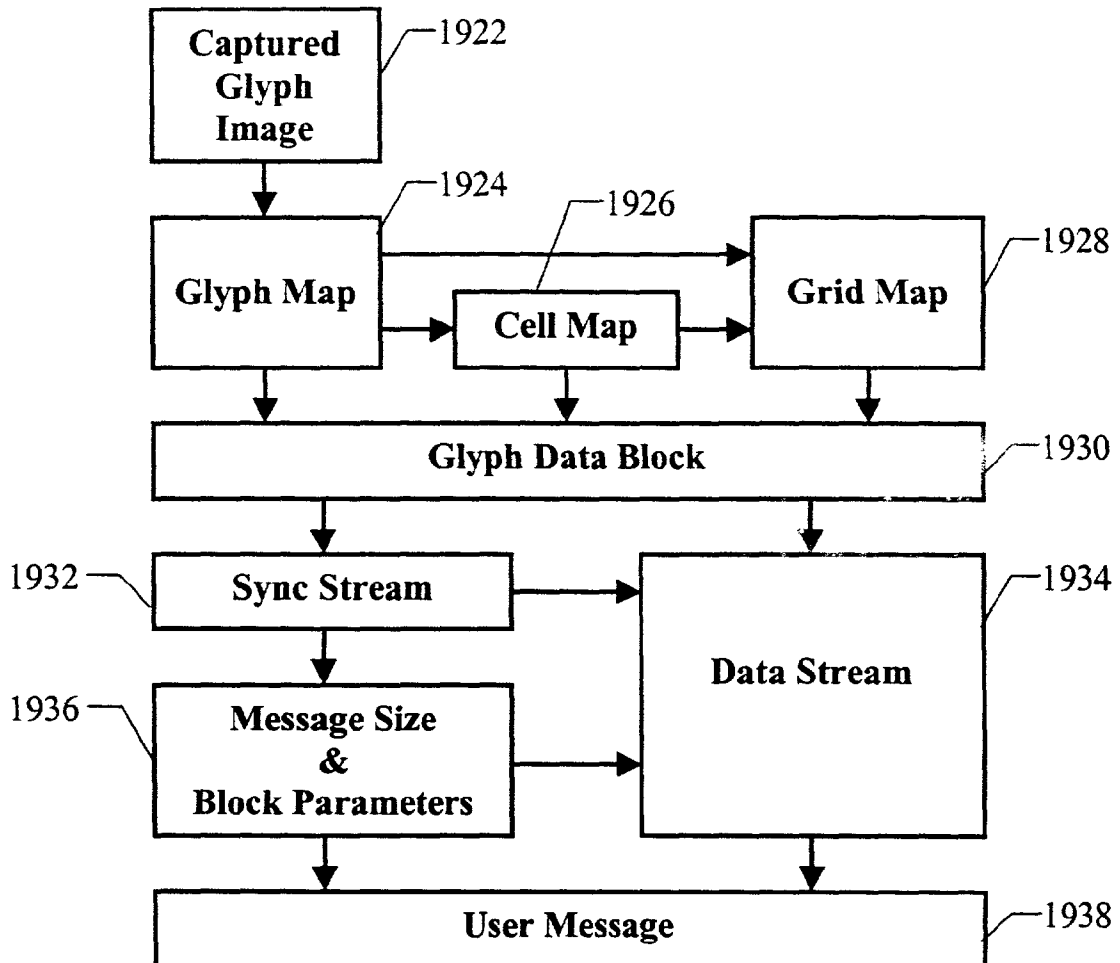 Captured
Glyph
Image
1922
1924
1926
1928
Glyph Map
Cell Map
Grid Map
Glyph Data Block
1930
1932
Sync Stream
1934
Data Stream
1936
Message Size
&
Block Parameters
User Message
1938